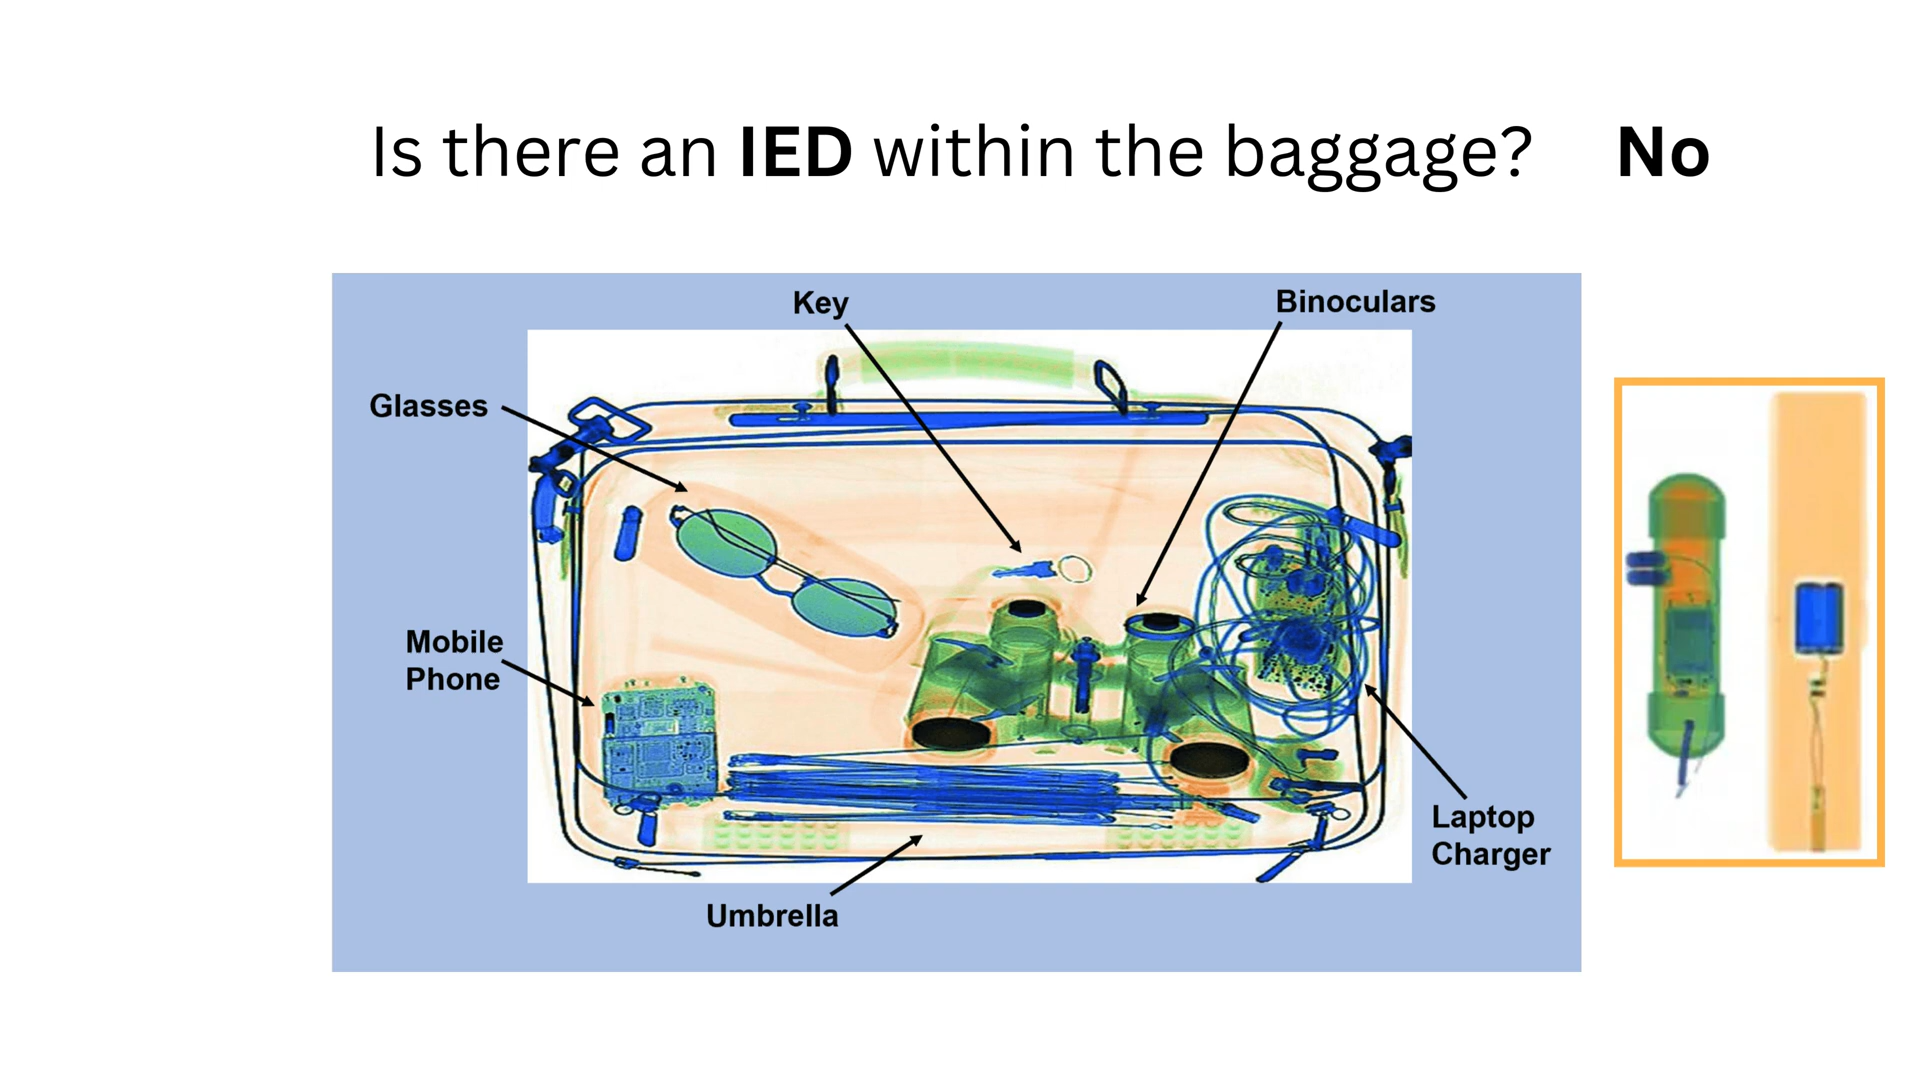 Is there an IED within the baggage? No
Key
Binoculars
Glasses
Mobile
Phone
Laptop
Charger
Umbrella